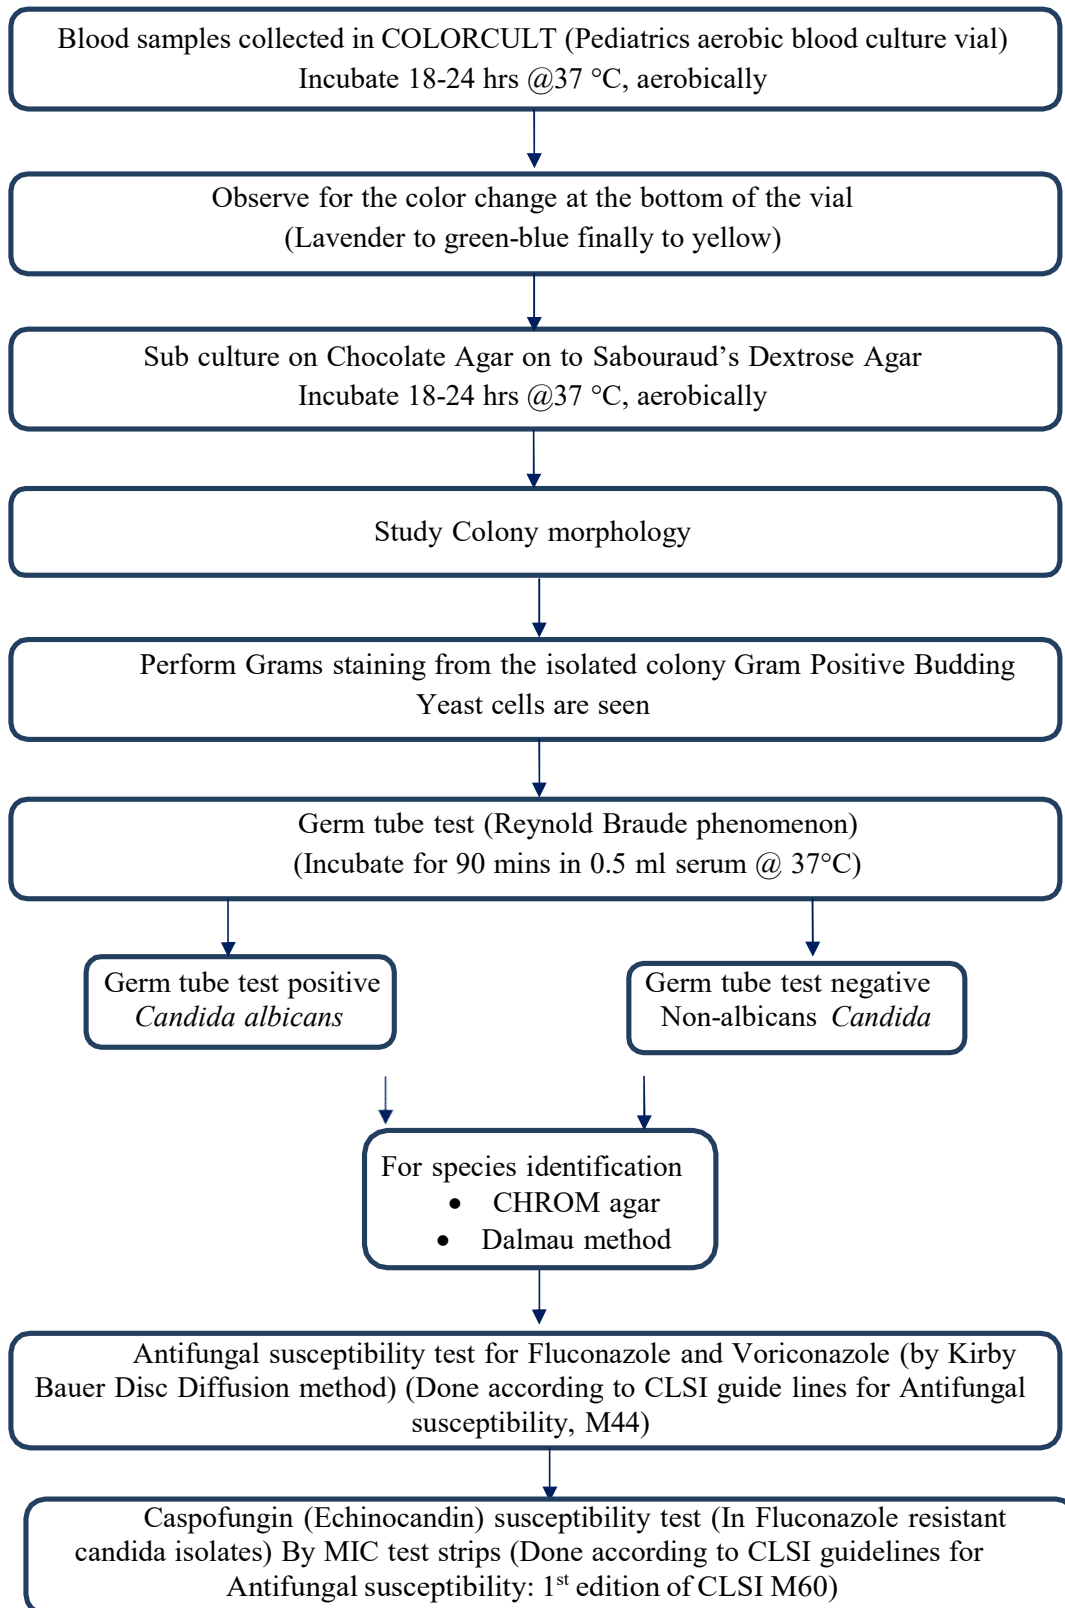 Blood samples collected in COLORCULT (Pediatrics aerobic blood culture vial)
Incubate 18-24 hrs @37 °C, aerobically
Observe for the color change at the bottom of the vial
(Lavender to green-blue finally to yellow)
Sub culture on Chocolate Agar on to Sabouraud’s Dextrose Agar
Incubate 18-24 hrs @37 °C, aerobically
Study Colony morphology
Perform Grams staining from the isolated colony Gram Positive Budding
Yeast cells are seen
Germ tube test (Reynold Braude phenomenon)
(Incubate for 90 mins in 0.5 ml serum @ 37°C)
Germ tube test positive
Candida albicans
Germ tube test negative
Non-albicans Candida
For species identification
• CHROM agar
• Dalmau method
Antifungal susceptibility test for Fluconazole and Voriconazole (by Kirby
Bauer Disc Diffusion method) (Done according to CLSI guide lines for Antifungal
susceptibility, M44)
Caspofungin (Echinocandin) susceptibility test (In Fluconazole resistant
candida isolates) By MIC test strips (Done according to CLSI guidelines for
Antifungal susceptibility: 1st edition of CLSI M60)